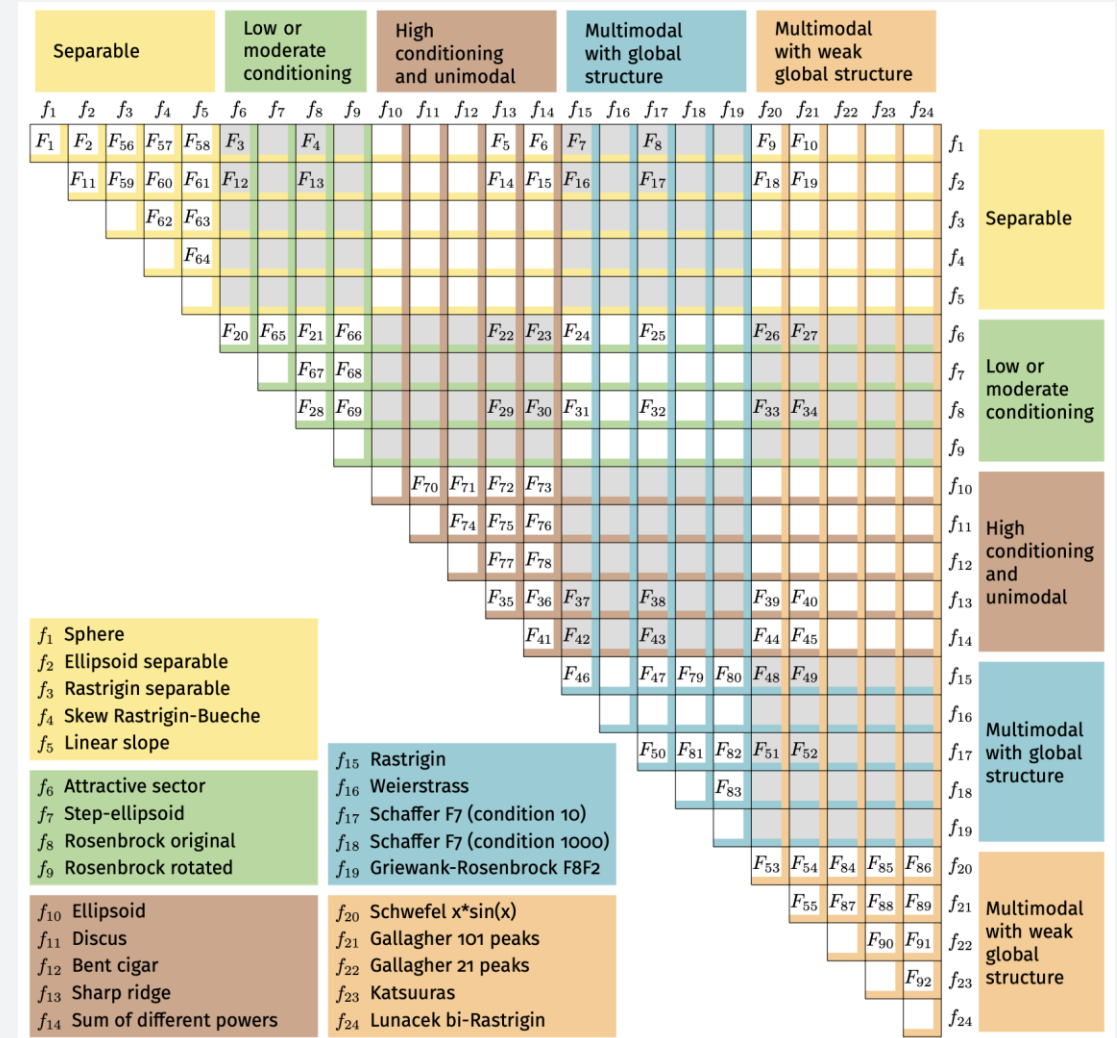 Separable
Low or
moderate
conditioning
High
conditioning
and unimodal
Multimodal
with global
structure
Multimodal
with weak
global structure
f1 f2 f3 f4 f5 f6 f7 f8 f9 f10 f11 f12 f13 f14 f15 f16 f17 f18 f19 f20 f21 f22 f23 f24
F1 F2 F56 F57 F58 F3 F4 F5 F6 F7 F8 F9 F10 f1
F11 F59 F60 F61 F12 F13 F14 F15 F16 F17 F18 F19 f2
F62 F63 f3
F64 f4
f5
Separable
F20 F65 F21 F66 F22 F23 F24 F25 F26 F27 f6
F67 F68 f7
F28 F69 F29 F30 F31 F32 F33 F34 f8
f9
Low or
moderate
conditioning
F70 F71 F72 F73 f10
F74 F75 F76 f11
F77 F78 f12
F35 F36 F37 F38 F39 F40 f13
F41 F42 F43 F44 F45 f14
High
conditioning
and
unimodal
F46 F47 F79 F80 F48 F49 f15
f16
F50 F81 F82 F51 F52 f17
F83 f18
f19
Multimodal
with global
structure
F53 F54 F84 F85 F86 f20
F55 F87 F88 F89 f21
F90 F91 f22
F92 f23
f24
Multimodal
with weak
global
structure
f1 Sphere
f2 Ellipsoid separable
f3 Rastrigin separable
f4 Skew Rastrigin-Bueche
f5 Linear slope
f6 Attractive sector
f7 Step-ellipsoid
f8 Rosenbrock original
f9 Rosenbrock rotated
f10 Ellipsoid
f11 Discus
f12 Bent cigar
f13 Sharp ridge
f14 Sum of different powers
f15 Rastrigin
f16 Weierstrass
f17 Schaffer F7 (condition 10)
f18 Schaffer F7 (condition 1000)
f19 Griewank-Rosenbrock F8F2
f20 Schwefel x*sin(x)
f21 Gallagher 101 peaks
f22 Gallagher 21 peaks
f23 Katsuuras
f24 Lunacek bi-Rastrigin